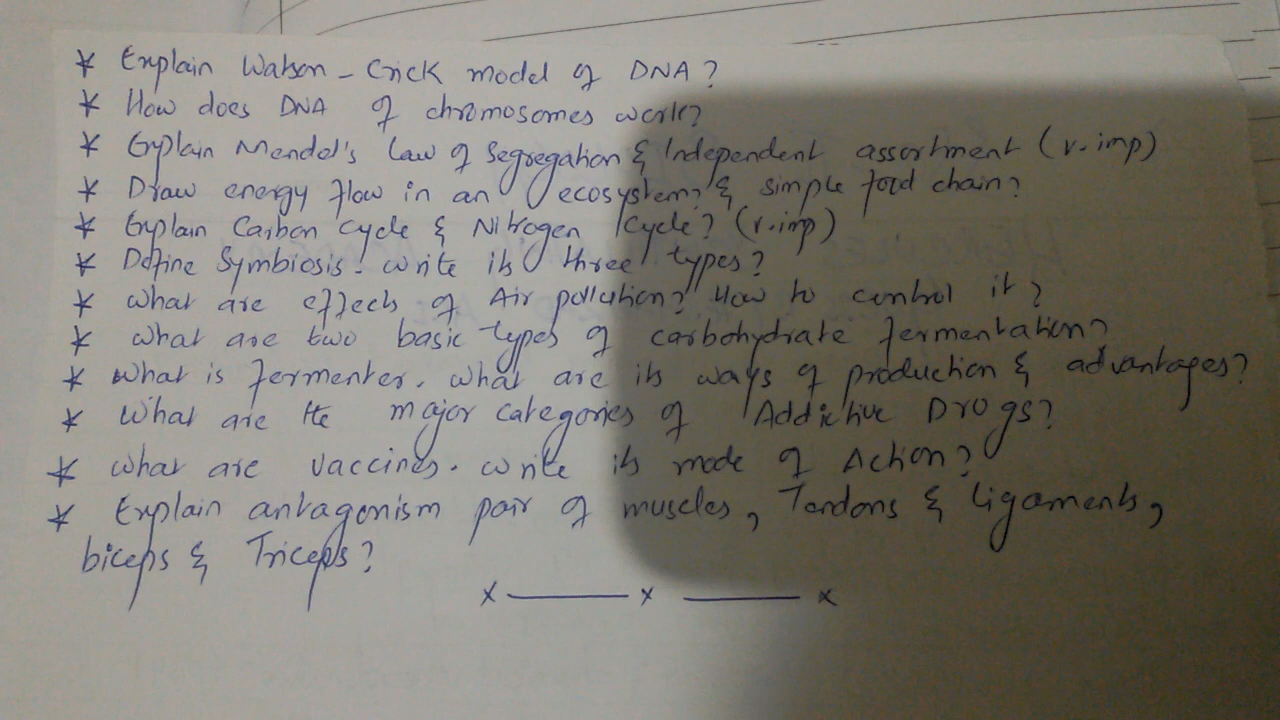 * Explain Watson - Crick model of DNA?
* How does DNA of chromosomes work?
* Explain Mendel's law of Segregation & Independent assortment (v.imp)
* Draw energy flow in an ecosystem? & simple food chain?
* Explain Carbon cycle & Nitrogen cycle? (v.imp)
* Define Symbiosis. write its three types?
* what are effects of Air pollution? How to control it?
* what are two basic types of carbohydrate fermentation?
* what is fermenter. what are its ways of production & advantages?
* What are the major categories of Addictive Drogs?
* what are vaccines. write its mode of Action?
* Explain antagonism pair of muscles, Tendons & ligaments,
biceps & Triceps?
x —— x —— x